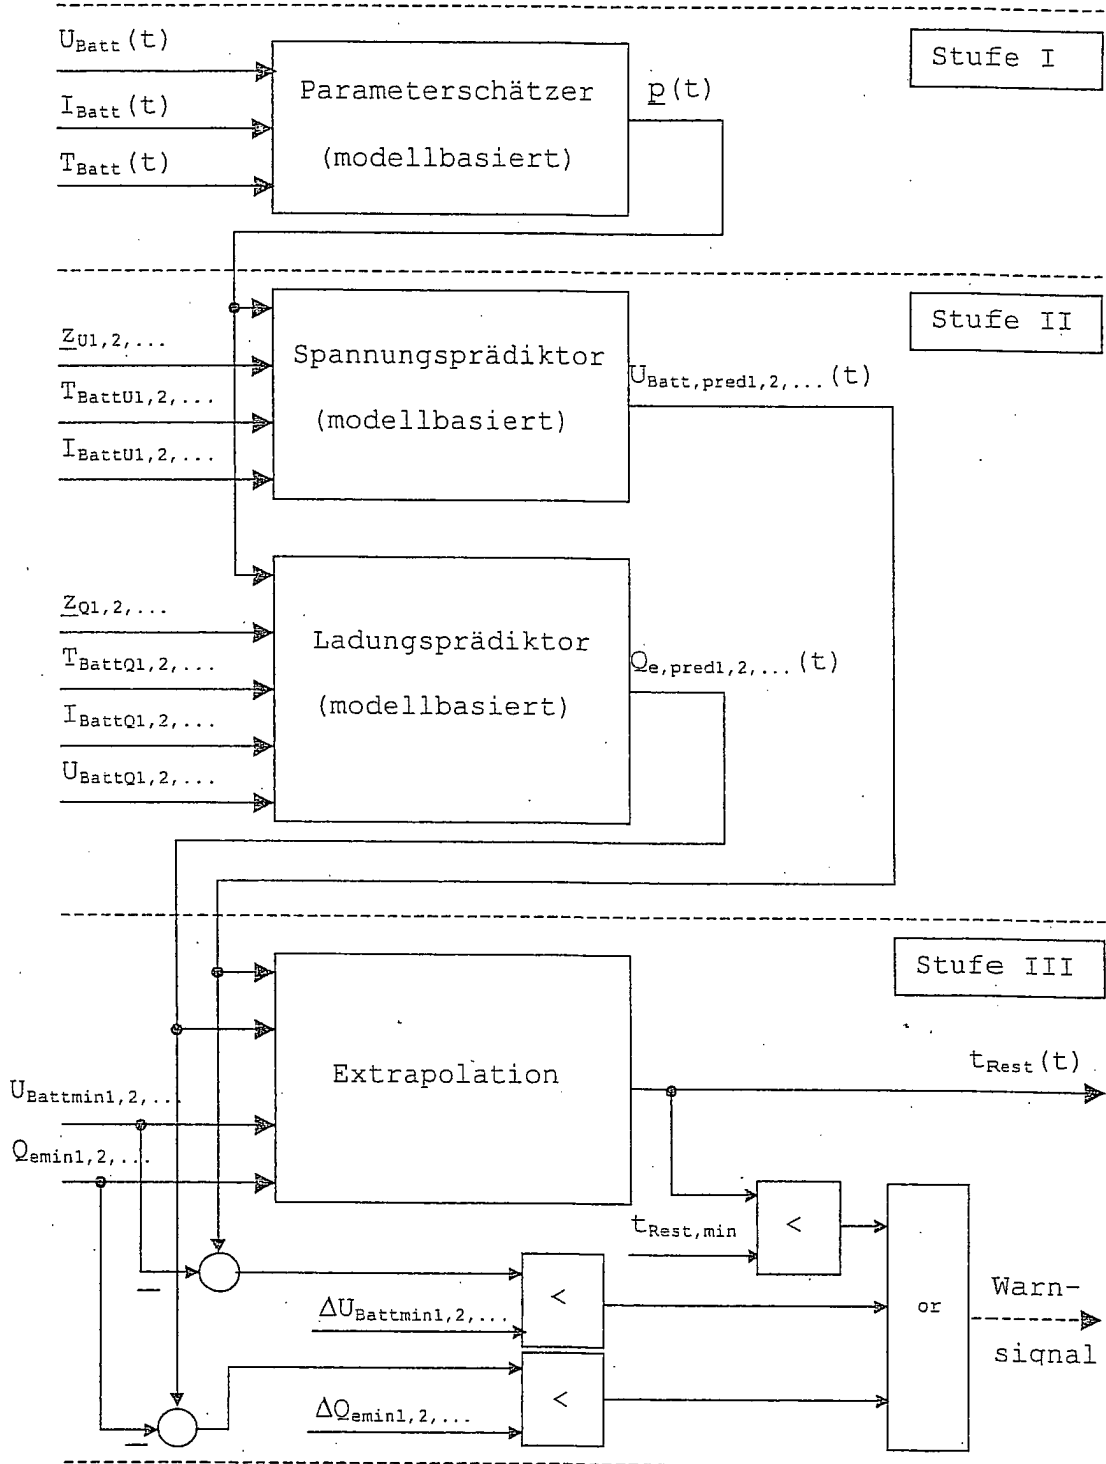 U_Batt(t)
Stufe I
Parameterschätzer
p(t)
I_Batt(t)
(modellbasiert)
T_Batt(t)
Stufe II
z_U1,2,...
Spannungsprädiktor
U_Batt,pred1,2,...(t)
T_BattU1,2,...
(modellbasiert)
I_BattU1,2,...
z_Q1,2,...
Ladungsprädiktor
T_BattQ1,2,...
Q_e,pred1,2,...(t)
I_BattQ1,2,...
(modellbasiert)
U_BattQ1,2,...
Stufe III
Extrapolation
t_Rest(t)
U_Battmin1,2,...
Q_emin1,2,...
t_Rest,min
<
or
−
ΔU_Battmin1,2,...
<
Warn-
signal
−
ΔQ_emin1,2,...
<